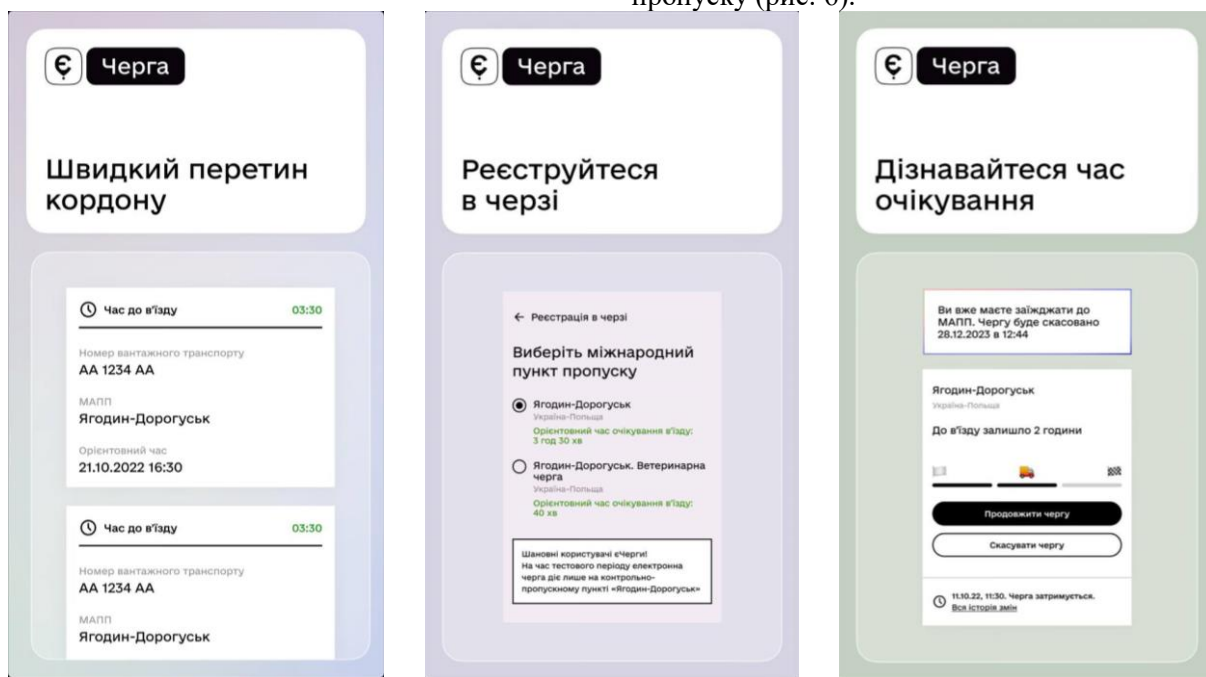 пропуску (рис. 6).
Є Черга
Швидкий перетин
кордону
Час до в'їзду 03:30
Номер вантажного транспорту
АА 1234 АА
МАПП
Ягодин-Дорогуськ
Орієнтовний час
21.10.2022 16:30
Час до в'їзду 03:30
Номер вантажного транспорту
АА 1234 АА
МАПП
Ягодин-Дорогуськ
Є Черга
Реєструйтеся
в черзі
← Реєстрація в черзі
Виберіть міжнародний
пункт пропуску
Ягодин-Дорогуськ
Україна-Польща
Орієнтовний час очікування в'їзду:
3 год 30 хв
Ягодин-Дорогуськ. Ветеринарна
черга
Україна-Польща
Орієнтовний час очікування в'їзду:
40 хв
Шановні користувачі єЧерги!
На час тестового періоду електронна
черга діє лише на контрольно-
пропускному пункті «Ягодин-Дорогуськ»
Є Черга
Дізнавайтеся час
очікування
Ви вже маєте заїжджати до
МАПП. Чергу буде скасовано
28.12.2023 в 12:44
Ягодин-Дорогуськ
Україна-Польща
До в'їзду залишло 2 години
Продовжити чергу
Скасувати чергу
11.10.22, 11:30. Черга затримується.
Вся історія змін